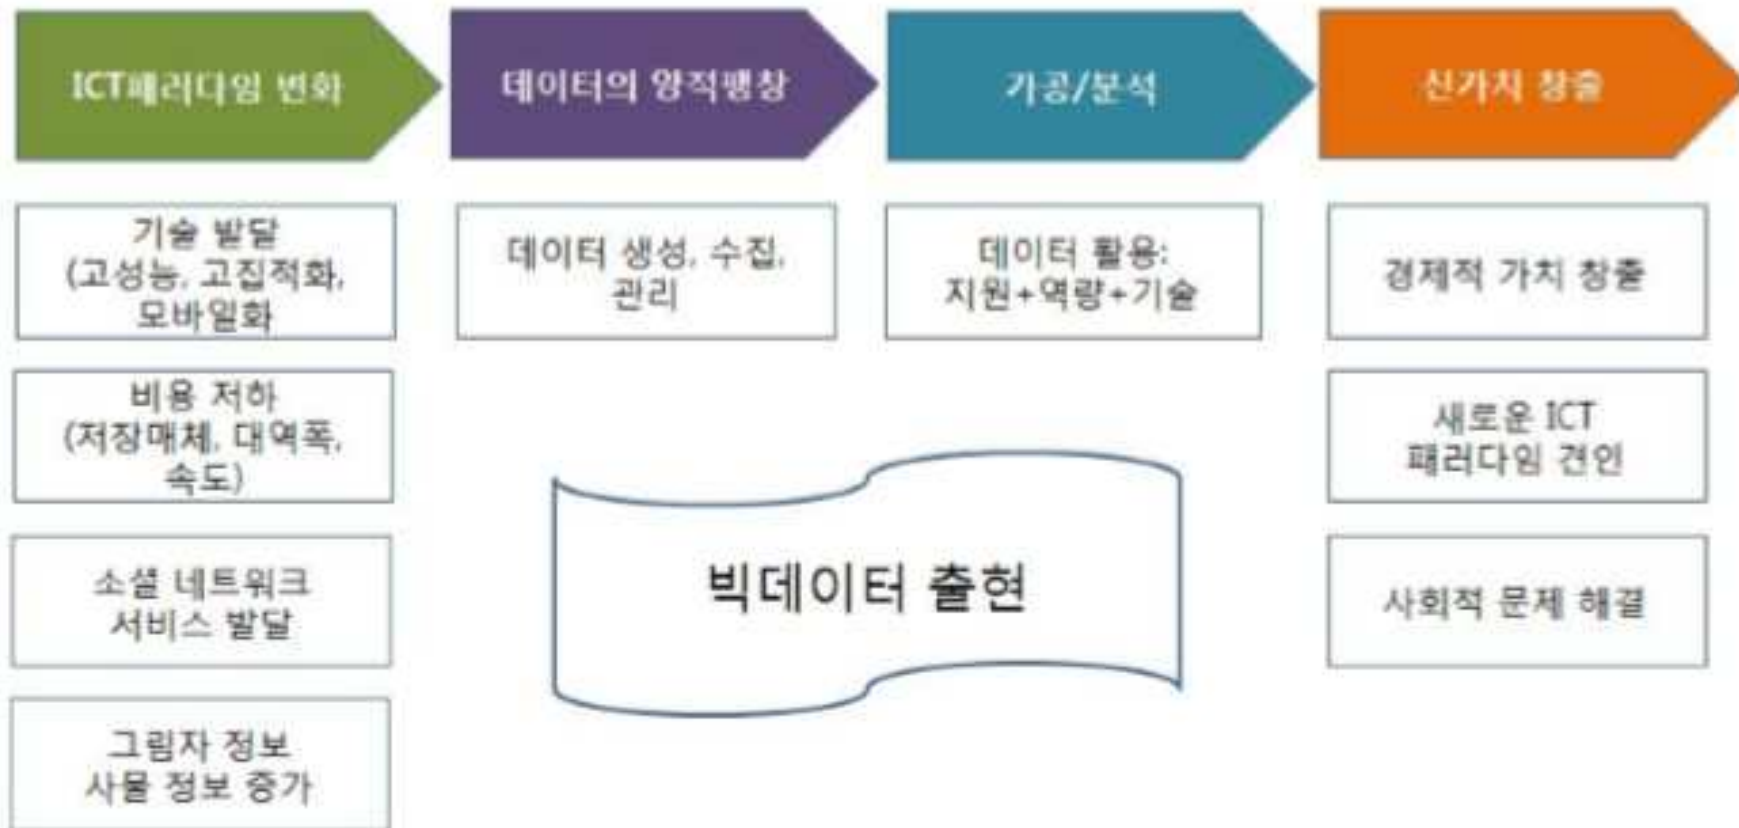 ICT패러다임 변화
데이터의 양적팽창
가공/분석
신가치 창출
기술 발달
(고성능, 고집적화,
모바일화
비용 저하
(저장매체, 대역폭,
속도)
소셜 네트워크
서비스 발달
그림자 정보
사물 정보 증가
데이터 생성, 수집,
관리
데이터 활용:
지원+역량+기술
빅데이터 출현
경제적 가치 창출
새로운 ICT
패러다임 견인
사회적 문제 해결